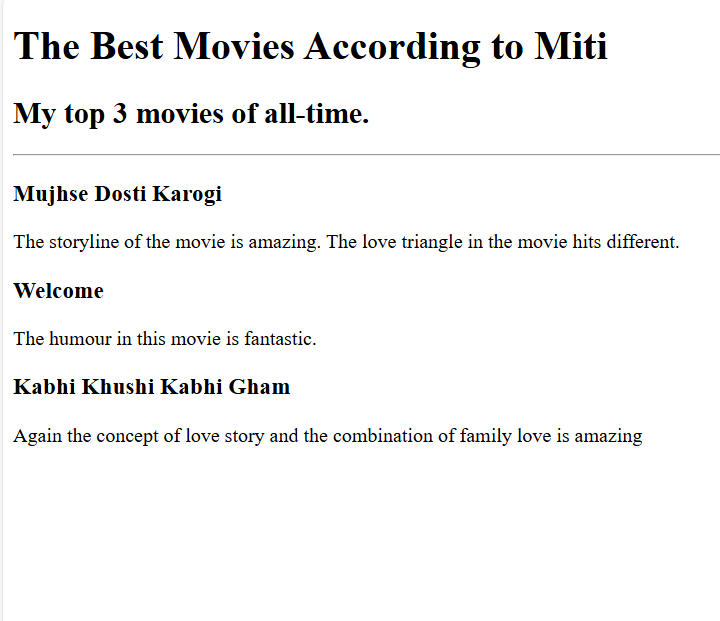 The Best Movies According to Miti
My top 3 movies of all-time.
Mujhse Dosti Karogi
The storyline of the movie is amazing. The love triangle in the movie hits different.
Welcome
The humour in this movie is fantastic.
Kabhi Khushi Kabhi Gham
Again the concept of love story and the combination of family love is amazing